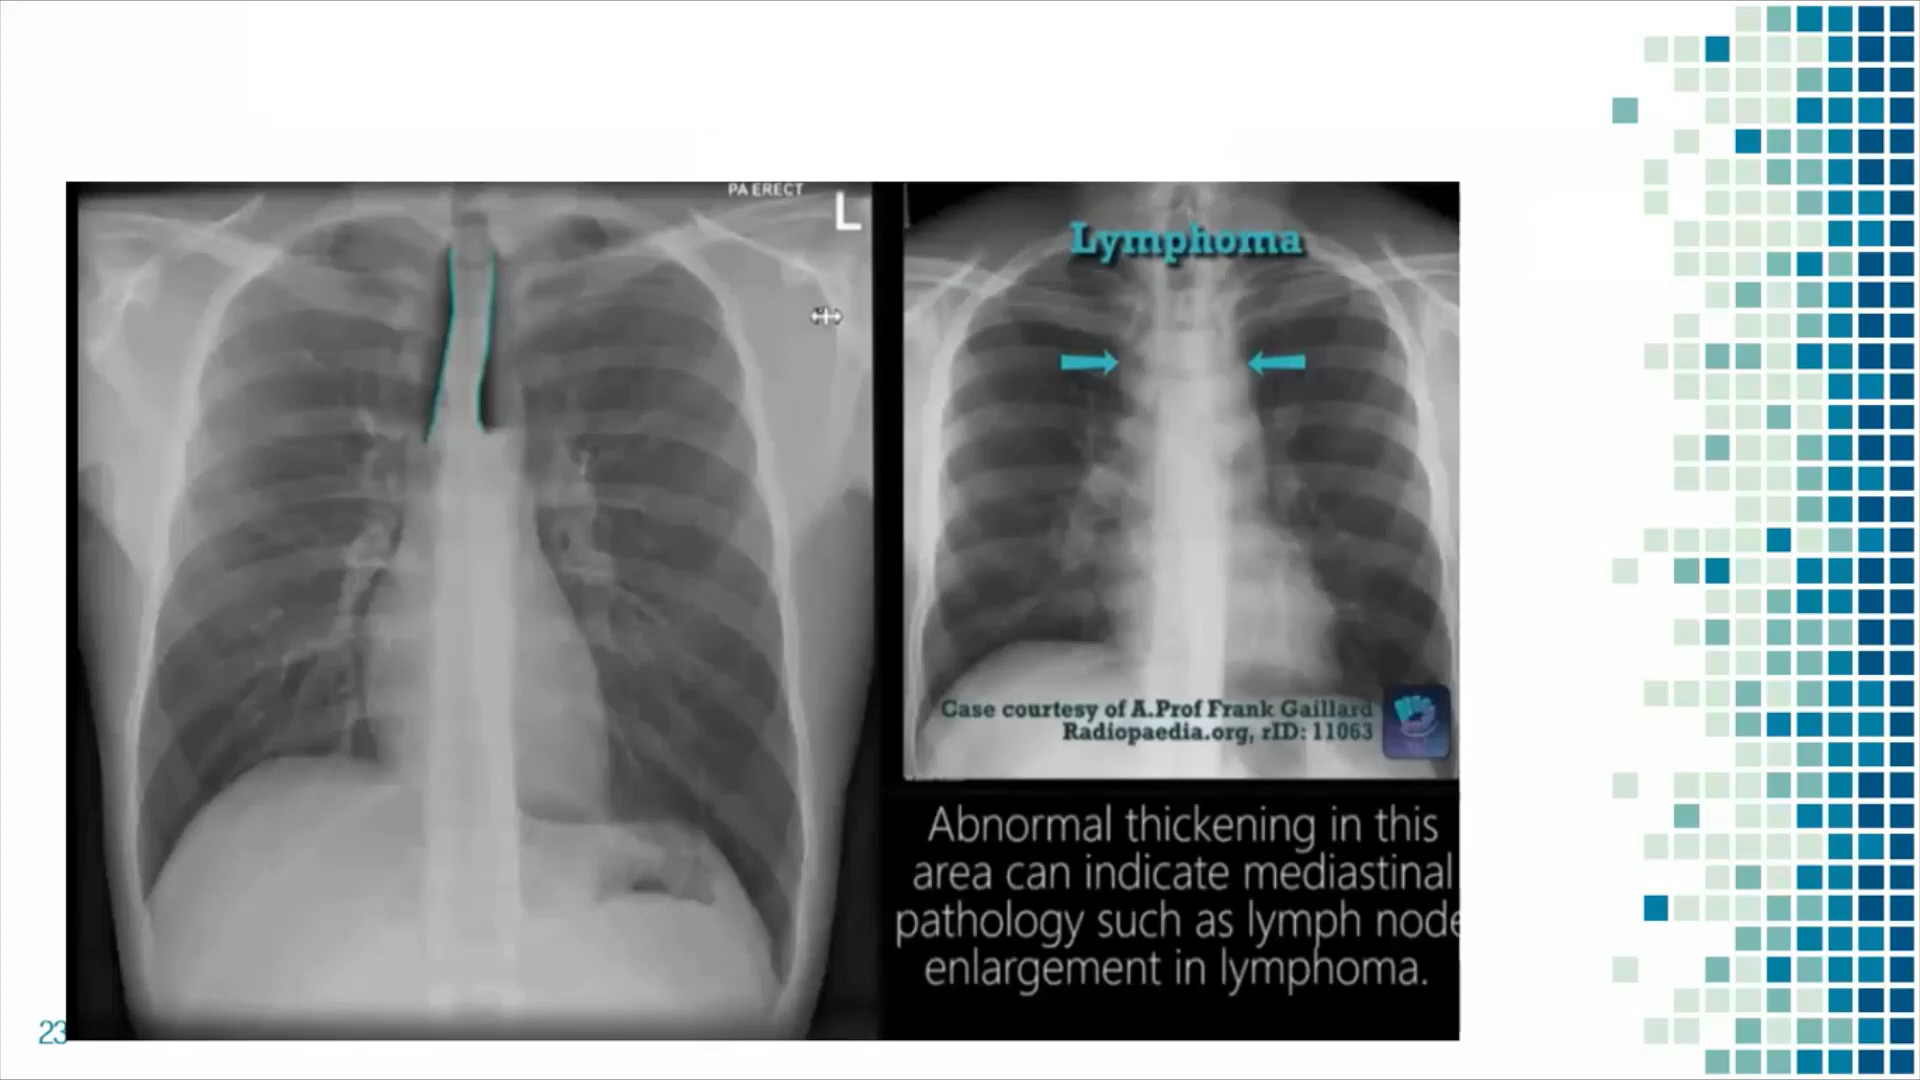 PA ERECT
L
Lymphoma
Case courtesy of A.Prof Frank Gaillard
Radiopaedia.org, rID: 11063
Abnormal thickening in this
area can indicate mediastinal
pathology such as lymph node
enlargement in lymphoma.
23